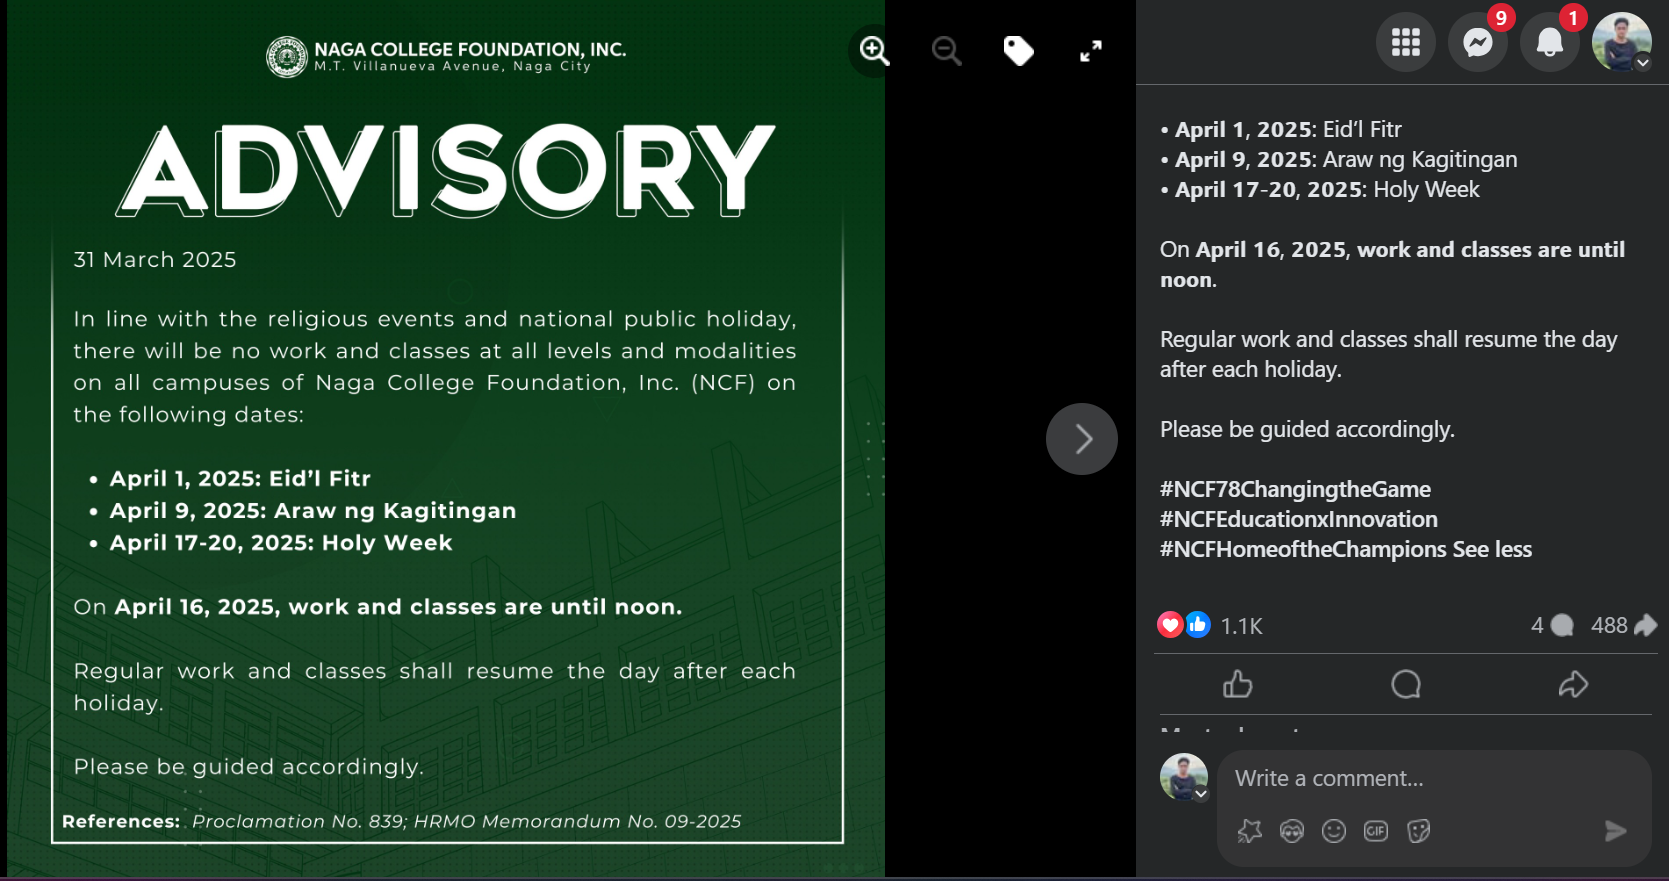 NAGA COLLEGE FOUNDATION, INC.
M.T. Villanueva Avenue, Naga City
ADVISORY
31 March 2025
In line with the religious events and national public holiday,
there will be no work and classes at all levels and modalities
on all campuses of Naga College Foundation, Inc. (NCF) on
the following dates:
• April 1, 2025: Eid’l Fitr
• April 9, 2025: Araw ng Kagitingan
• April 17-20, 2025: Holy Week
On April 16, 2025, work and classes are until noon.
Regular work and classes shall resume the day after each
holiday.
Please be guided accordingly.
References: Proclamation No. 839; HRMO Memorandum No. 09-2025
9
1
• April 1, 2025: Eid’l Fitr
• April 9, 2025: Araw ng Kagitingan
• April 17-20, 2025: Holy Week
On April 16, 2025, work and classes are until
noon.
Regular work and classes shall resume the day
after each holiday.
Please be guided accordingly.
#NCF78ChangingtheGame
#NCFEducationxInnovation
#NCFHomeoftheChampions See less
1.1K
4
488
Write a comment...
GIF